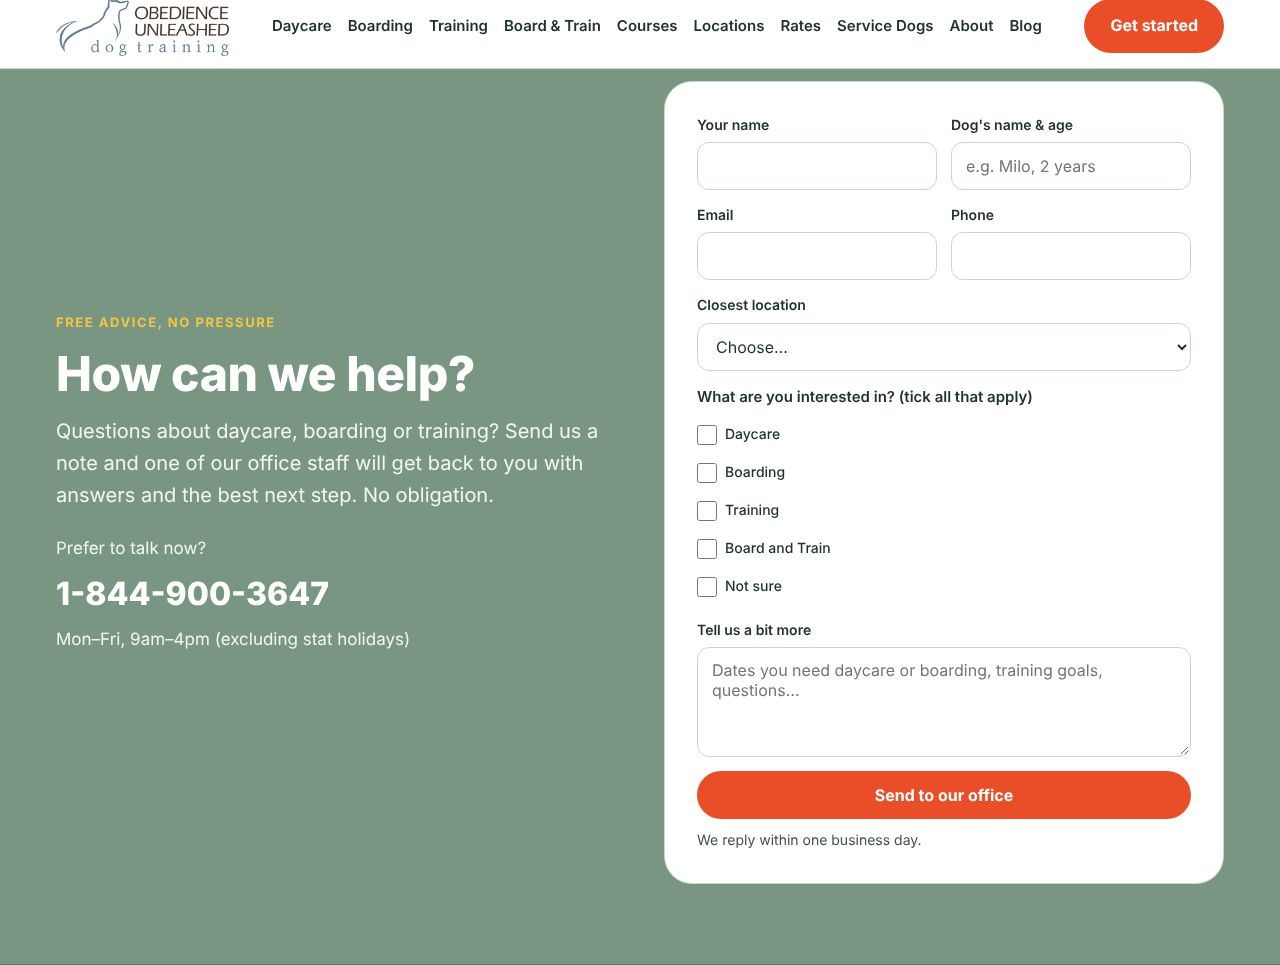 OBEDIENCE
UNLEASHED
dog training
Daycare Boarding Training Board & Train Courses Locations Rates Service Dogs About Blog Get started
FREE ADVICE, NO PRESSURE
How can we help?
Questions about daycare, boarding or training? Send us a
note and one of our office staff will get back to you with
answers and the best next step. No obligation.
Prefer to talk now?
1-844-900-3647
Mon–Fri, 9am–4pm (excluding stat holidays)
Your name
Dog's name & age
e.g. Milo, 2 years
Email
Phone
Closest location
Choose...
What are you interested in? (tick all that apply)
Daycare
Boarding
Training
Board and Train
Not sure
Tell us a bit more
Dates you need daycare or boarding, training goals,
questions...
Send to our office
We reply within one business day.